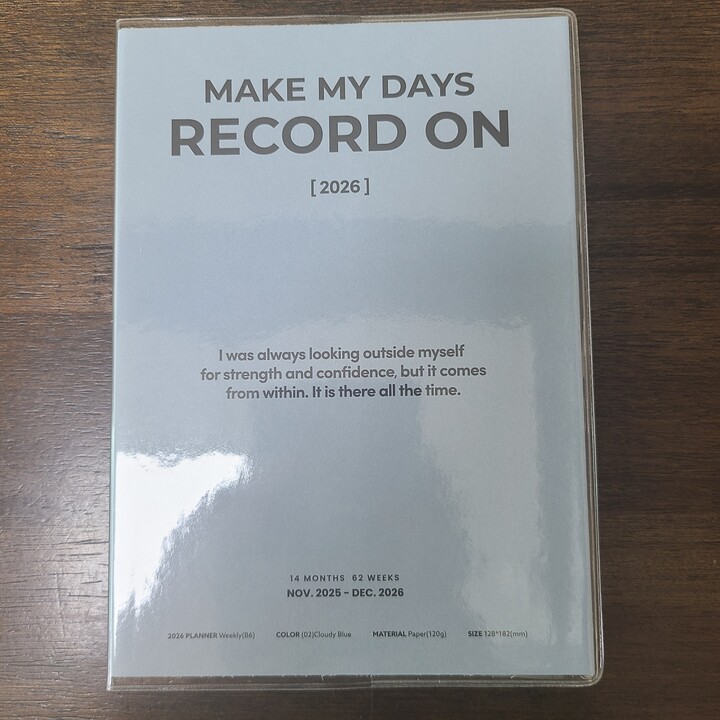 MAKE MY DAYS
RECORD ON
[ 2026 ]
I was always looking outside myself
for strength and confidence, but it comes
from within. It is there all the time.
14 MONTHS 62 WEEKS
NOV. 2025 - DEC. 2026
2026 PLANNER Weekly(B6) COLOR (02)Cloudy Blue MATERIAL Paper(120g) SIZE 128*182(mm)